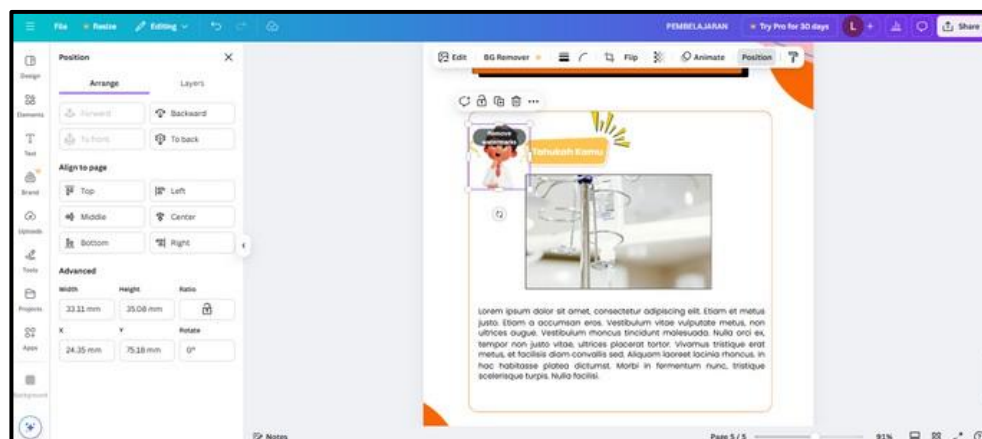 File
Resize
Editing
PEMBELAJARAN
Try Pro for 30 days
L
Share
Design
Elements
Text
Brand
Uploads
Tools
Projects
Apps
Background
Position
Arrange
Layers
Forward
Backward
To front
To back
Align to page
Top
Left
Middle
Center
Bottom
Right
Advanced
Width
Height
Ratio
33.11 mm
35.08 mm
X
Y
Rotate
24.35 mm
75.18 mm
0°
Edit
BG Remover
Flip
Animate
Position
Remove
watermarks
Tahukah Kamu
Lorem ipsum dolor sit amet, consectetur adipiscing elit. Etiam et metus
justo. Etiam a accumsan eros. Vestibulum vitae vulputate metus, non
ultrices augue. Vestibulum rhoncus tincidunt malesuada. Nulla orci ex,
tempor non justo vitae, ultrices placerat tortor. Vivamus tristique erat
metus, et facilisis diam convallis sed. Aliquam laoreet lacinia rhoncus. In
hac habitasse platea dictumst. Morbi in fermentum nunc, tristique
scelerisque turpis. Nulla facilisi.
Notes
Page 5 / 5
91%